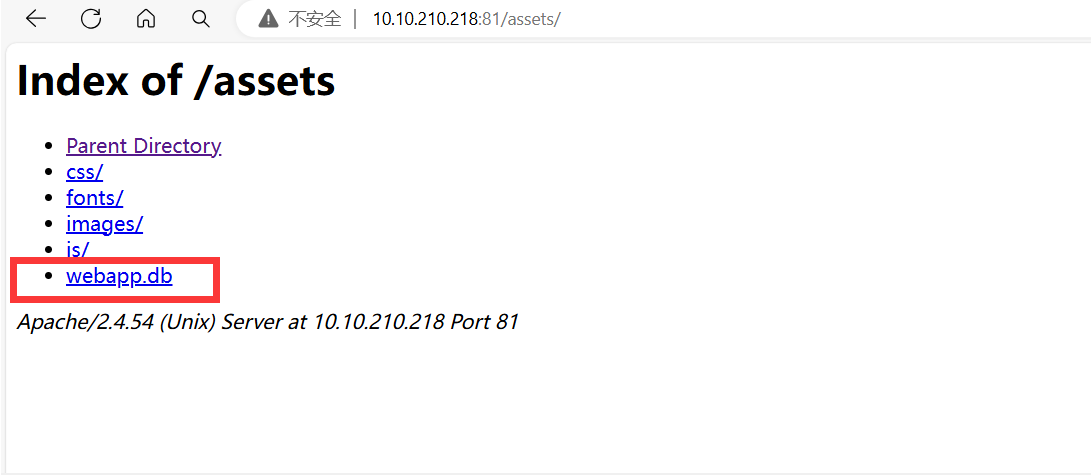 不安全 | 10.10.210.218:81/assets/
Index of /assets
Parent Directory
css/
fonts/
images/
js/
webapp.db
Apache/2.4.54 (Unix) Server at 10.10.210.218 Port 81